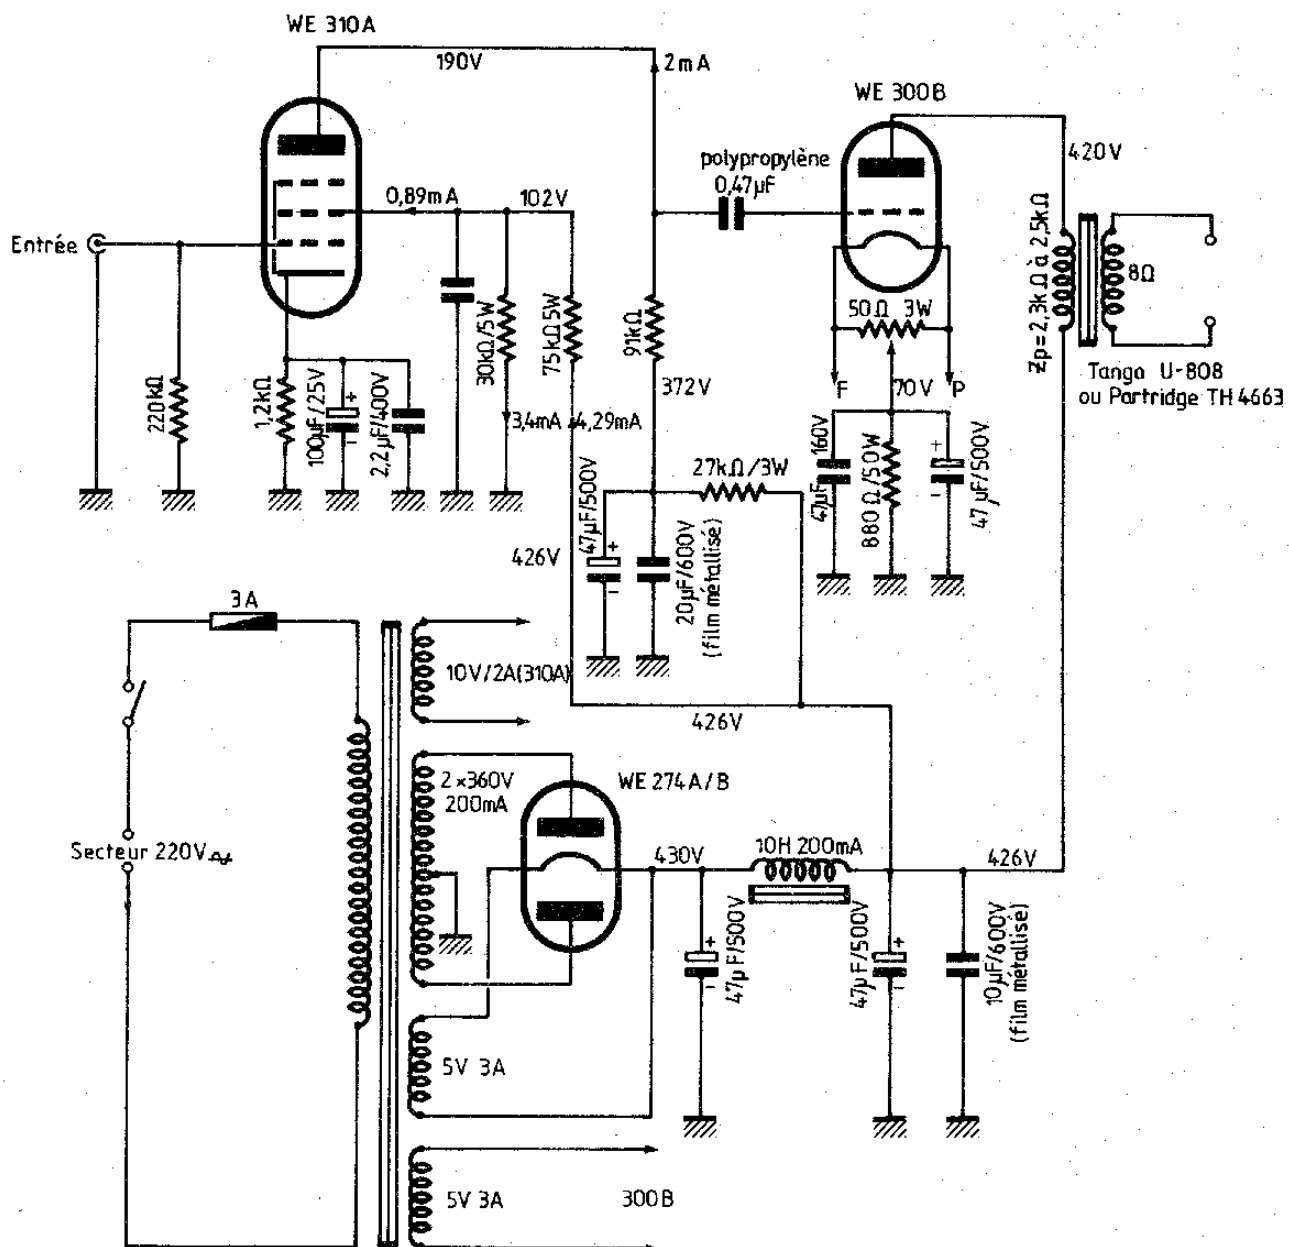 WE 310A
190V
2mA
WE 300B
420V
polypropylène
0,47µF
0,89mA
102V
Entrée
Zp=2,3kΩ à 2,5kΩ
8Ω
50Ω 3W
220kΩ
1,2kΩ
100µF/25V
+
-
2,2µF/400V
30kΩ/5W
75kΩ 5W
91kΩ
372V
F
70V
P
Tanga U-808
ou Partridge TH 4663
3,4mA
4,29mA
27kΩ/3W
47µF 160V
880Ω/50W
+
-
47µF/500V
47µF/500V
+
-
20µF/600V
(film métallisé)
426V
3A
10V/2A(310A)
426V
2×360V
200mA
WE 274A/B
Secteur 220V
430V
10H 200mA
426V
47µF/500V
+
-
47µF/500V
+
-
10µF/600V
(film métallisé)
5V 3A
5V 3A
300B